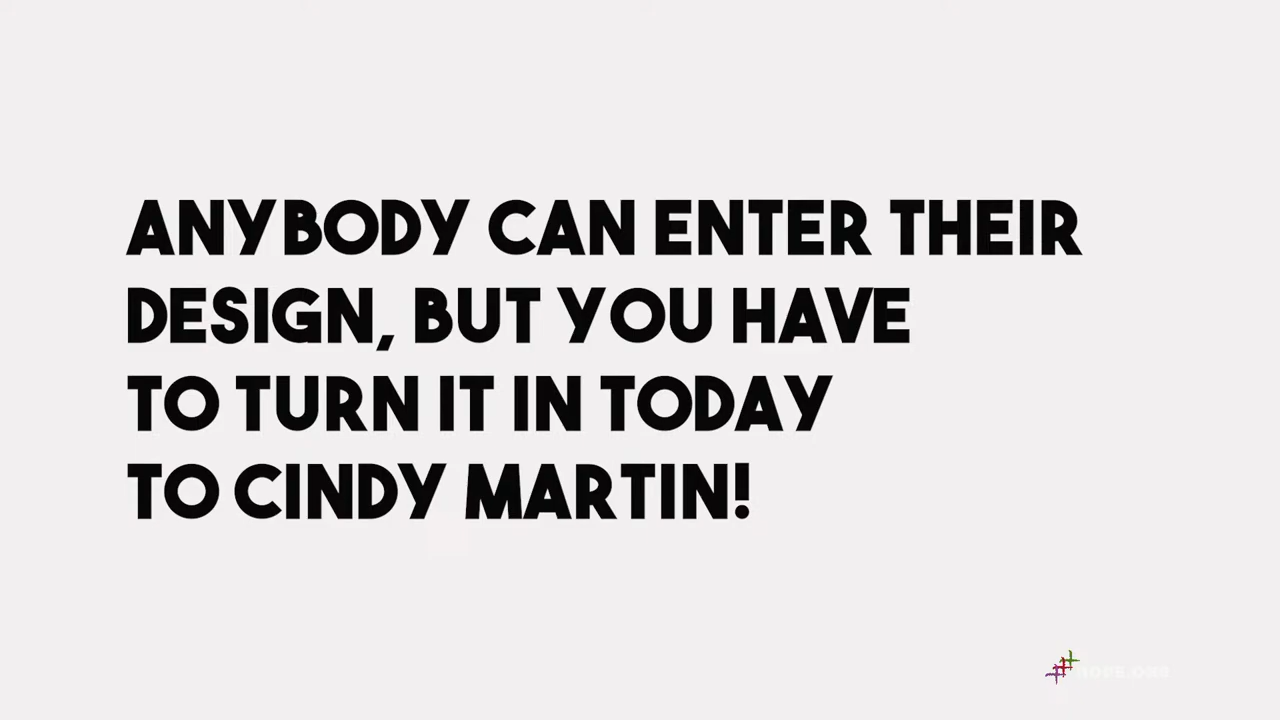 ANYBODY CAN ENTER THEIR
DESIGN, BUT YOU HAVE
TO TURN IT IN TODAY
TO CINDY MARTIN!